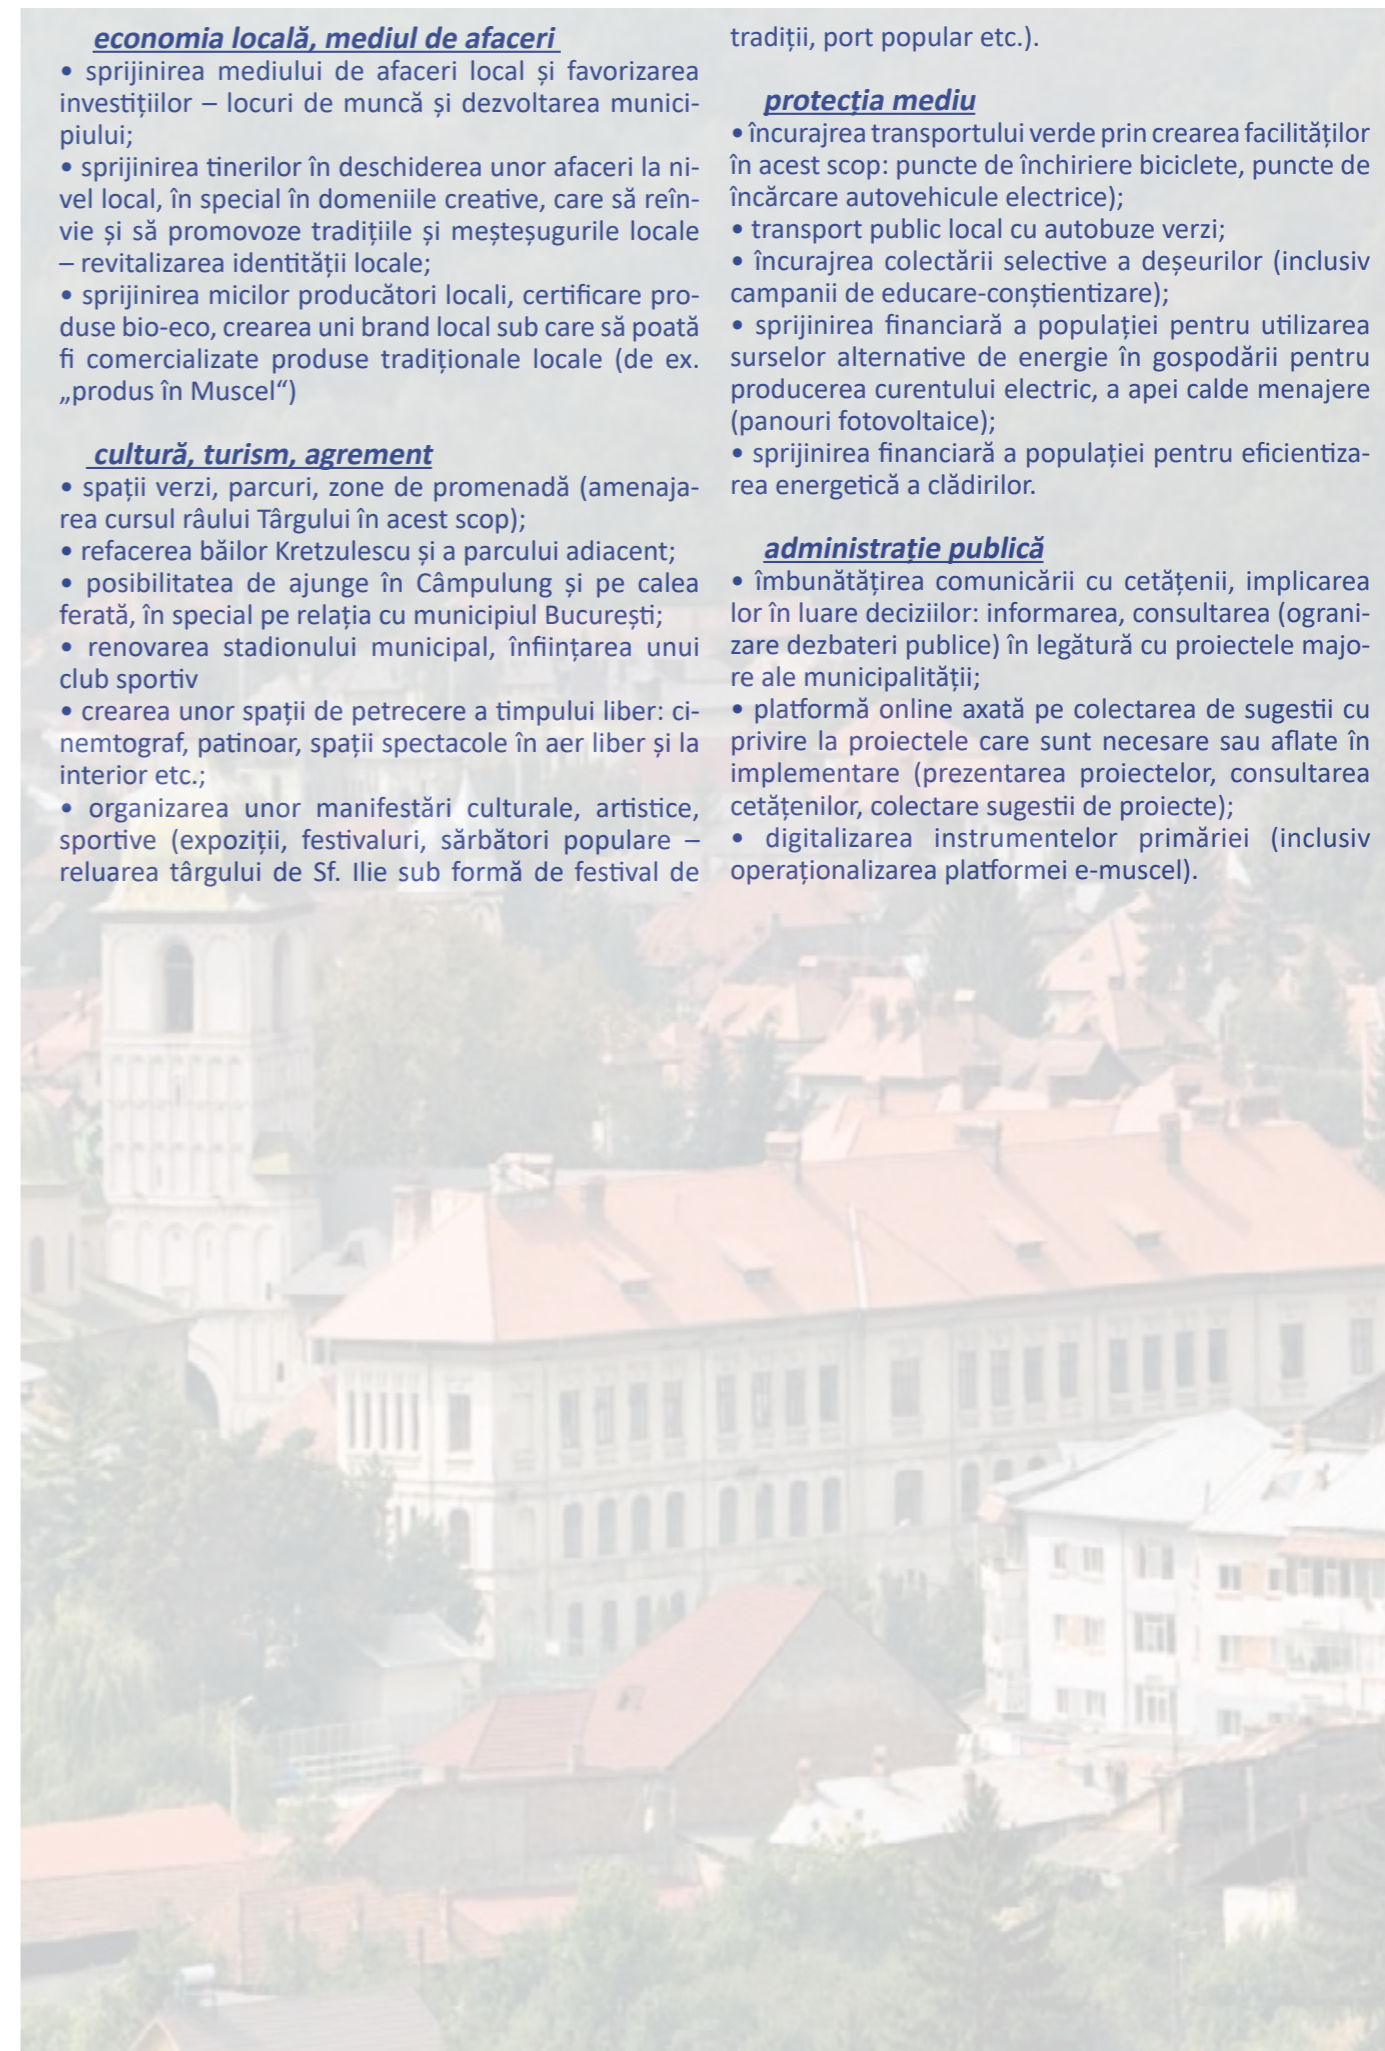 economia locală, mediul de afaceri
• sprijinirea mediului de afaceri local și favorizarea
investițiilor – locuri de muncă și dezvoltarea munici-
piului;
• sprijinirea tinerilor în deschiderea unor afaceri la ni-
vel local, în special în domeniile creative, care să reîn-
vie și să promovoze tradițiile și meșteșugurile locale
– revitalizarea identității locale;
• sprijinirea micilor producători locali, certificare pro-
duse bio-eco, crearea uni brand local sub care să poată
fi comercializate produse tradiționale locale (de ex.
„produs în Muscel“)
cultură, turism, agrement
• spații verzi, parcuri, zone de promenadă (amenaja-
rea cursul râului Târgului în acest scop);
• refacerea băilor Kretzulescu și a parcului adiacent;
• posibilitatea de ajunge în Câmpulung și pe calea
ferată, în special pe relația cu municipiul București;
• renovarea stadionului municipal, înființarea unui
club sportiv
• crearea unor spații de petrecere a timpului liber: ci-
nemtograf, patinoar, spații spectacole în aer liber și la
interior etc.;
• organizarea unor manifestări culturale, artistice,
sportive (expoziții, festivaluri, sărbători populare –
reluarea târgului de Sf. Ilie sub formă de festival de
tradiții, port popular etc.).
protecția mediu
• încurajrea transportului verde prin crearea facilităților
în acest scop: puncte de închiriere biciclete, puncte de
încărcare autovehicule electrice);
• transport public local cu autobuze verzi;
• încurajrea colectării selective a deșeurilor (inclusiv
campanii de educare-conștientizare);
• sprijinirea financiară a populației pentru utilizarea
surselor alternative de energie în gospodării pentru
producerea curentului electric, a apei calde menajere
(panouri fotovoltaice);
• sprijinirea financiară a populației pentru eficientiza-
rea energetică a clădirilor.
administrație publică
• îmbunătățirea comunicării cu cetățenii, implicarea
lor în luare deciziilor: informarea, consultarea (ograni-
zare dezbateri publice) în legătură cu proiectele majo-
re ale municipalității;
• platformă online axată pe colectarea de sugestii cu
privire la proiectele care sunt necesare sau aflate în
implementare (prezentarea proiectelor, consultarea
cetățenilor, colectare sugestii de proiecte);
• digitalizarea instrumentelor primăriei (inclusiv
operaționalizarea platformei e-muscel).